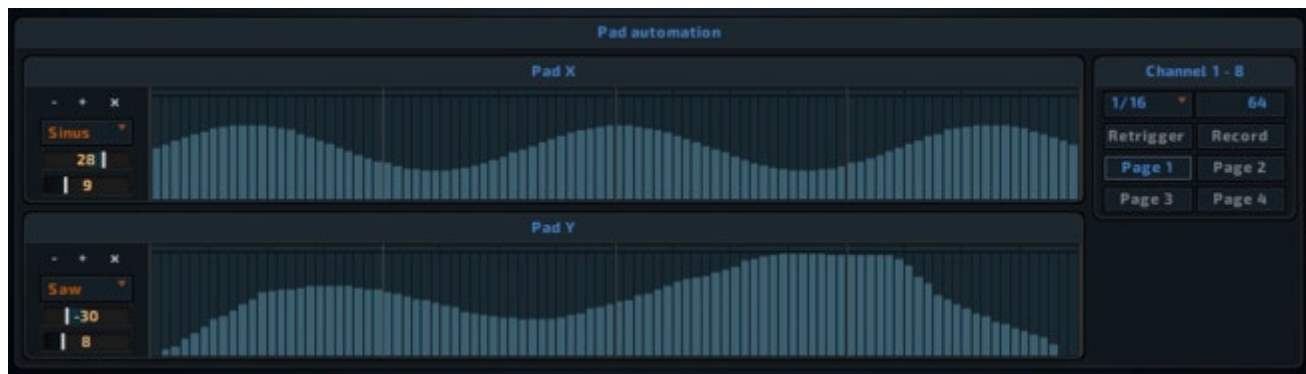 Pad automation
Pad X
- + x
Sinus
28
9
Channel 1 - 8
1/16 64
Retrigger Record
Page 1 Page 2
Page 3 Page 4
Pad Y
- + x
Saw
-30
8